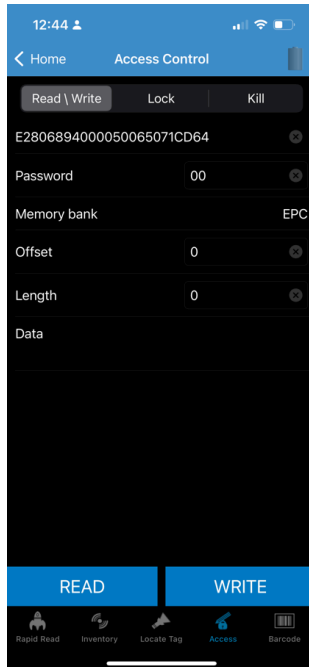 12:44
Home Access Control
Read \ Write Lock Kill
E2806894000050065071CD64
Password 00
Memory bank EPC
Offset 0
Length 0
Data
READ WRITE
Rapid Read Inventory Locate Tag Access Barcode